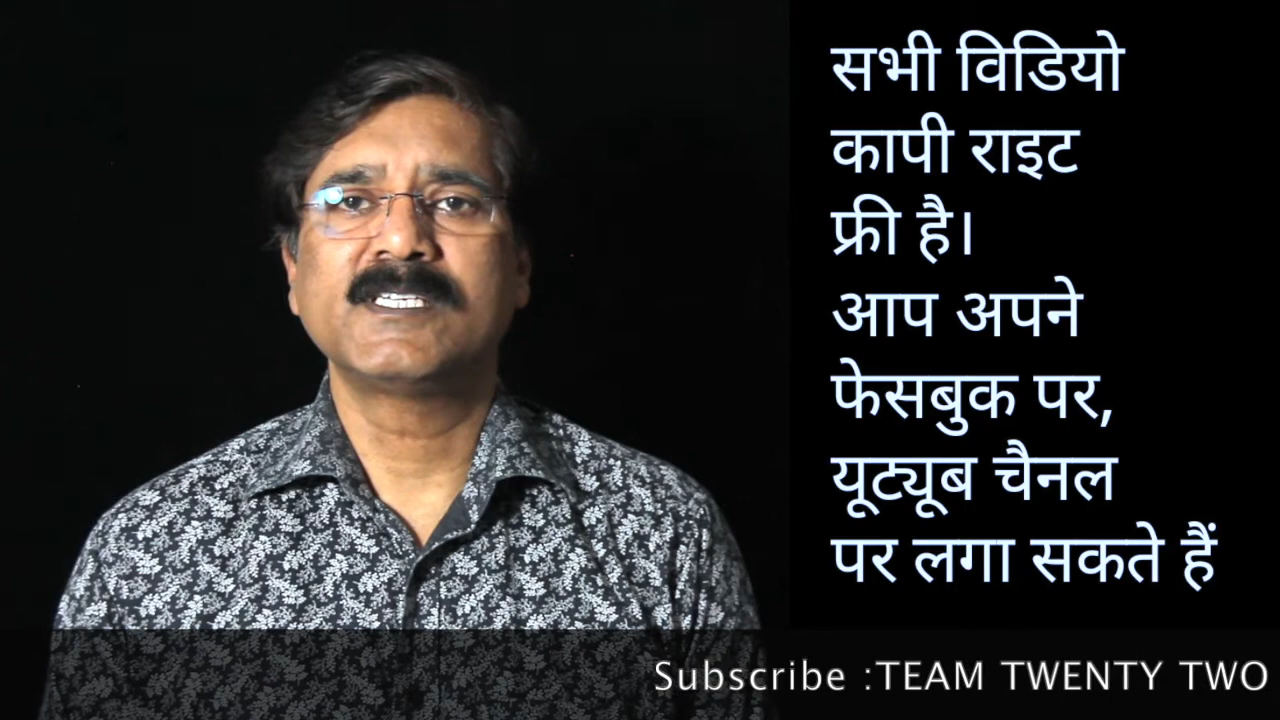 सभी विडियो
कापी राइट
फ्री है।
आप अपने
फेसबुक पर,
यूट्यूब चैनल
पर लगा सकते हैं
Subscribe :TEAM TWENTY TWO